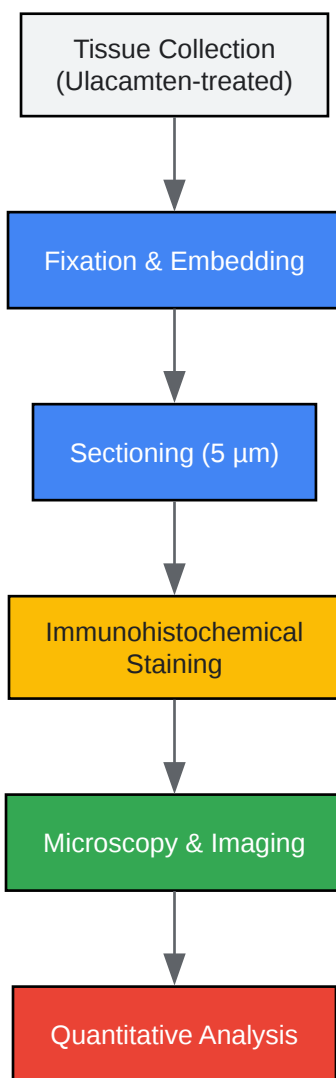 Tissue Collection
(Ulacamten-treated)
Fixation & Embedding
Sectioning (5 µm)
Immunohistochemical
Staining
Microscopy & Imaging
Quantitative Analysis